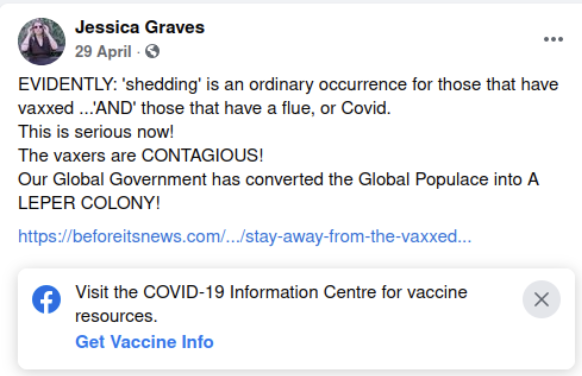 Jessica Graves
29 April ·
EVIDENTLY: 'shedding' is an ordinary occurrence for those that have
vaxxed ...'AND' those that have a flue, or Covid.
This is serious now!
The vaxers are CONTAGIOUS!
Our Global Government has converted the Global Populace into A
LEPER COLONY!
https://beforeitsnews.com/.../stay-away-from-the-vaxxed...
Visit the COVID-19 Information Centre for vaccine
resources.
Get Vaccine Info